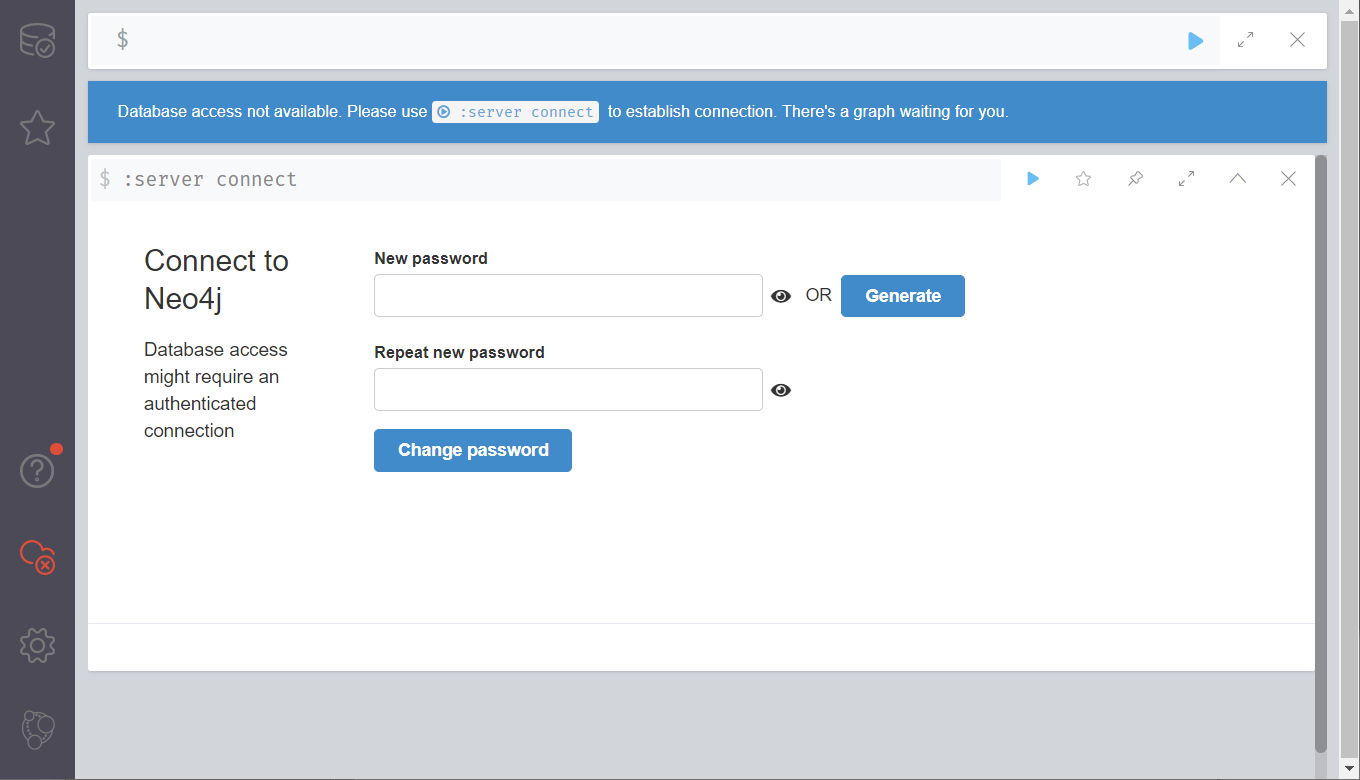 $
Database access not available. Please use :server connect to establish connection. There's a graph waiting for you.
$ :server connect
Connect to
Neo4j
Database access
might require an
authenticated
connection
New password
OR Generate
Repeat new password
Change password